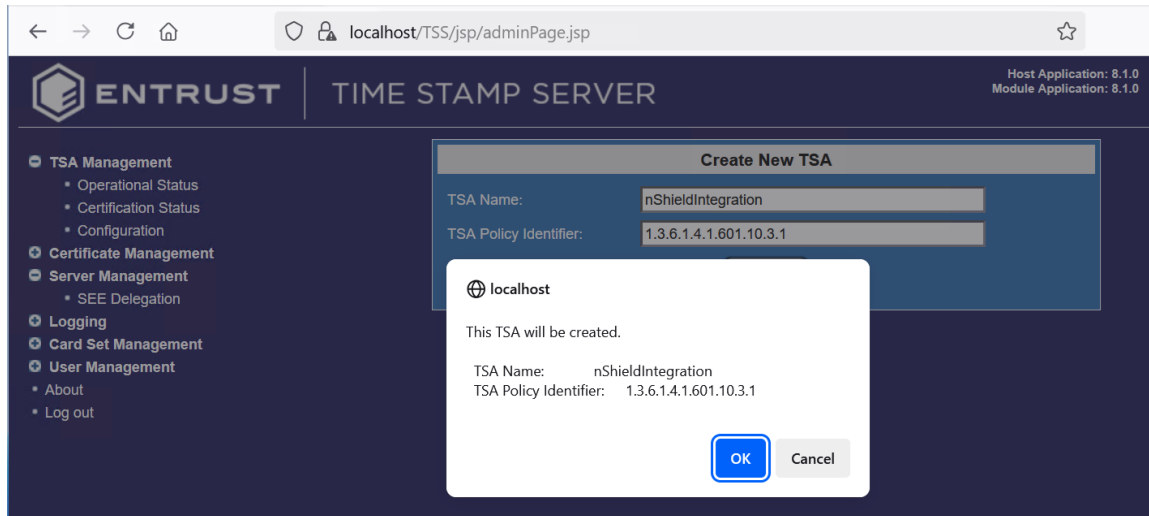 localhost/TSS/jsp/adminPage.jsp
ENTRUST TIME STAMP SERVER
Host Application: 8.1.0
Module Application: 8.1.0
TSA Management
Operational Status
Certification Status
Configuration
Certificate Management
Server Management
SEE Delegation
Logging
Card Set Management
User Management
About
Log out
Create New TSA
TSA Name: nShieldIntegration
TSA Policy Identifier: 1.3.6.1.4.1.601.10.3.1
localhost
This TSA will be created.
TSA Name: nShieldIntegration
TSA Policy Identifier: 1.3.6.1.4.1.601.10.3.1
OK Cancel